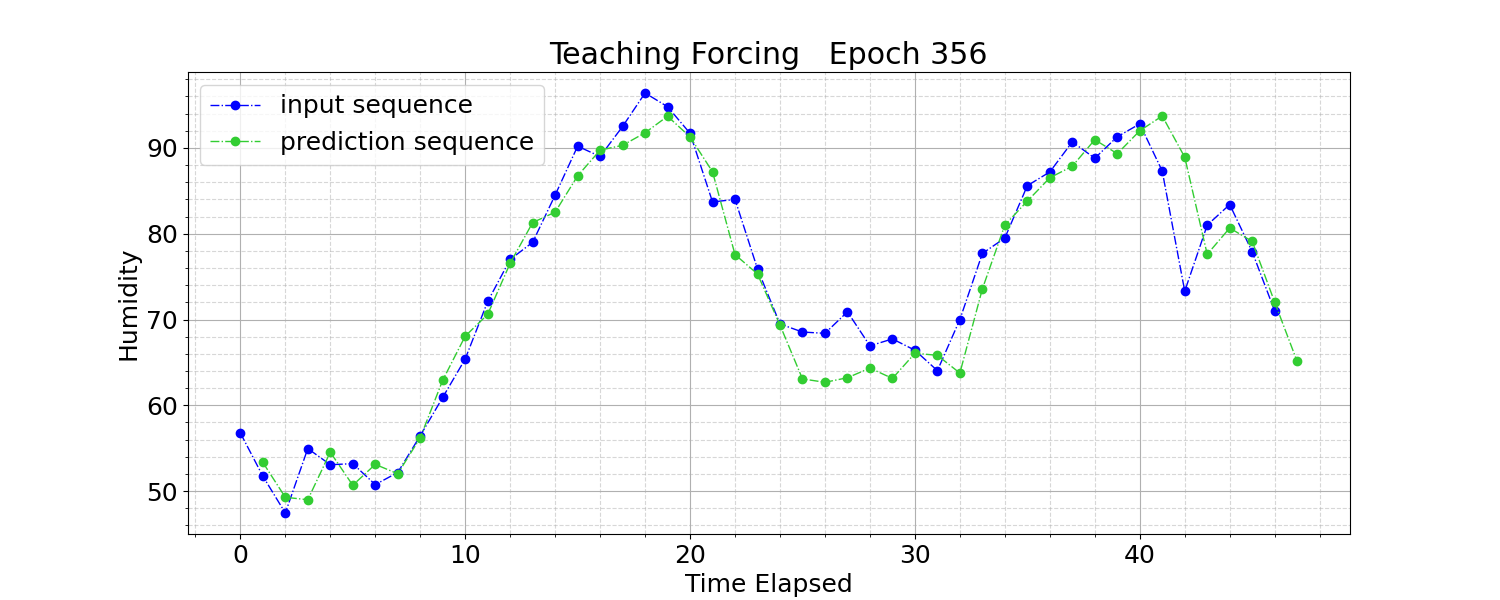 Teaching Forcing   Epoch 356
input sequence
prediction sequence
90
80
70
60
50
Humidity
0 10 20 30 40
Time Elapsed